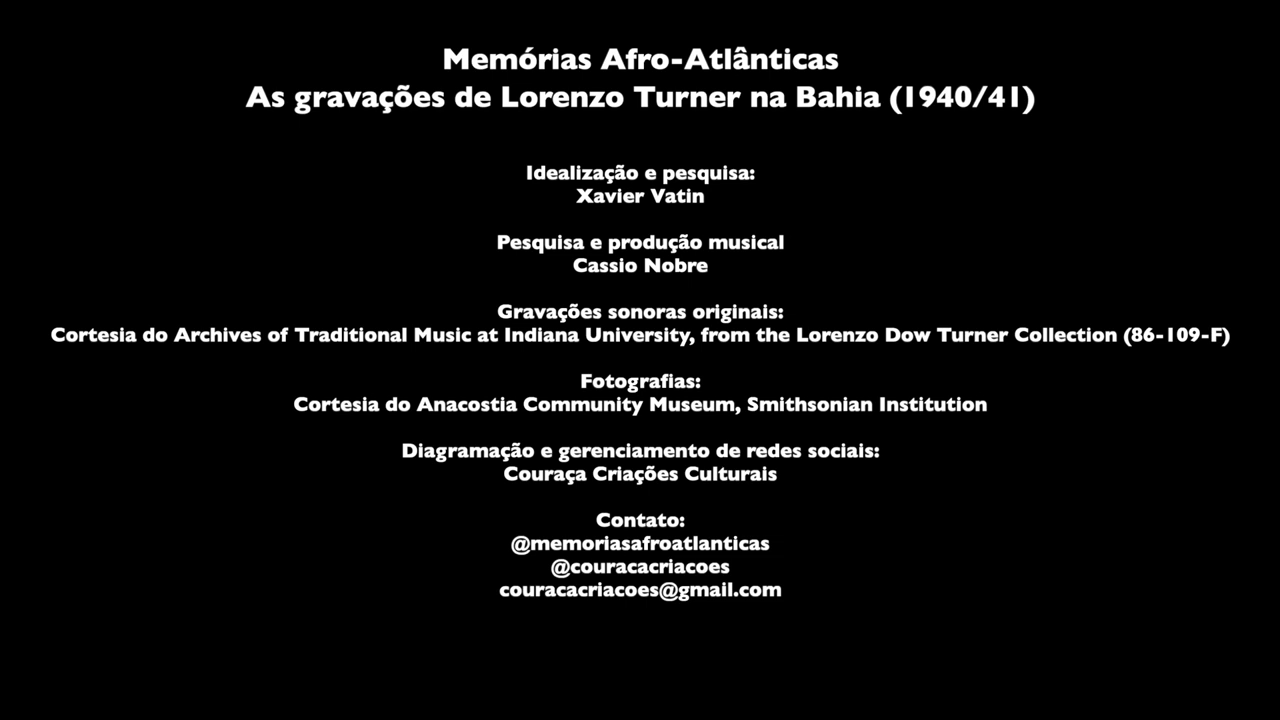 Memórias Afro-Atlânticas
As gravações de Lorenzo Turner na Bahia (1940/41)
Idealização e pesquisa:
Xavier Vatin
Pesquisa e produção musical
Cassio Nobre
Gravações sonoras originais:
Cortesia do Archives of Traditional Music at Indiana University, from the Lorenzo Dow Turner Collection (86-109-F)
Fotografias:
Cortesia do Anacostia Community Museum, Smithsonian Institution
Diagramação e gerenciamento de redes sociais:
Couraça Criações Culturais
Contato:
@memoriasafroatlanticas
@couracacriacoes
couracacriacoes@gmail.com